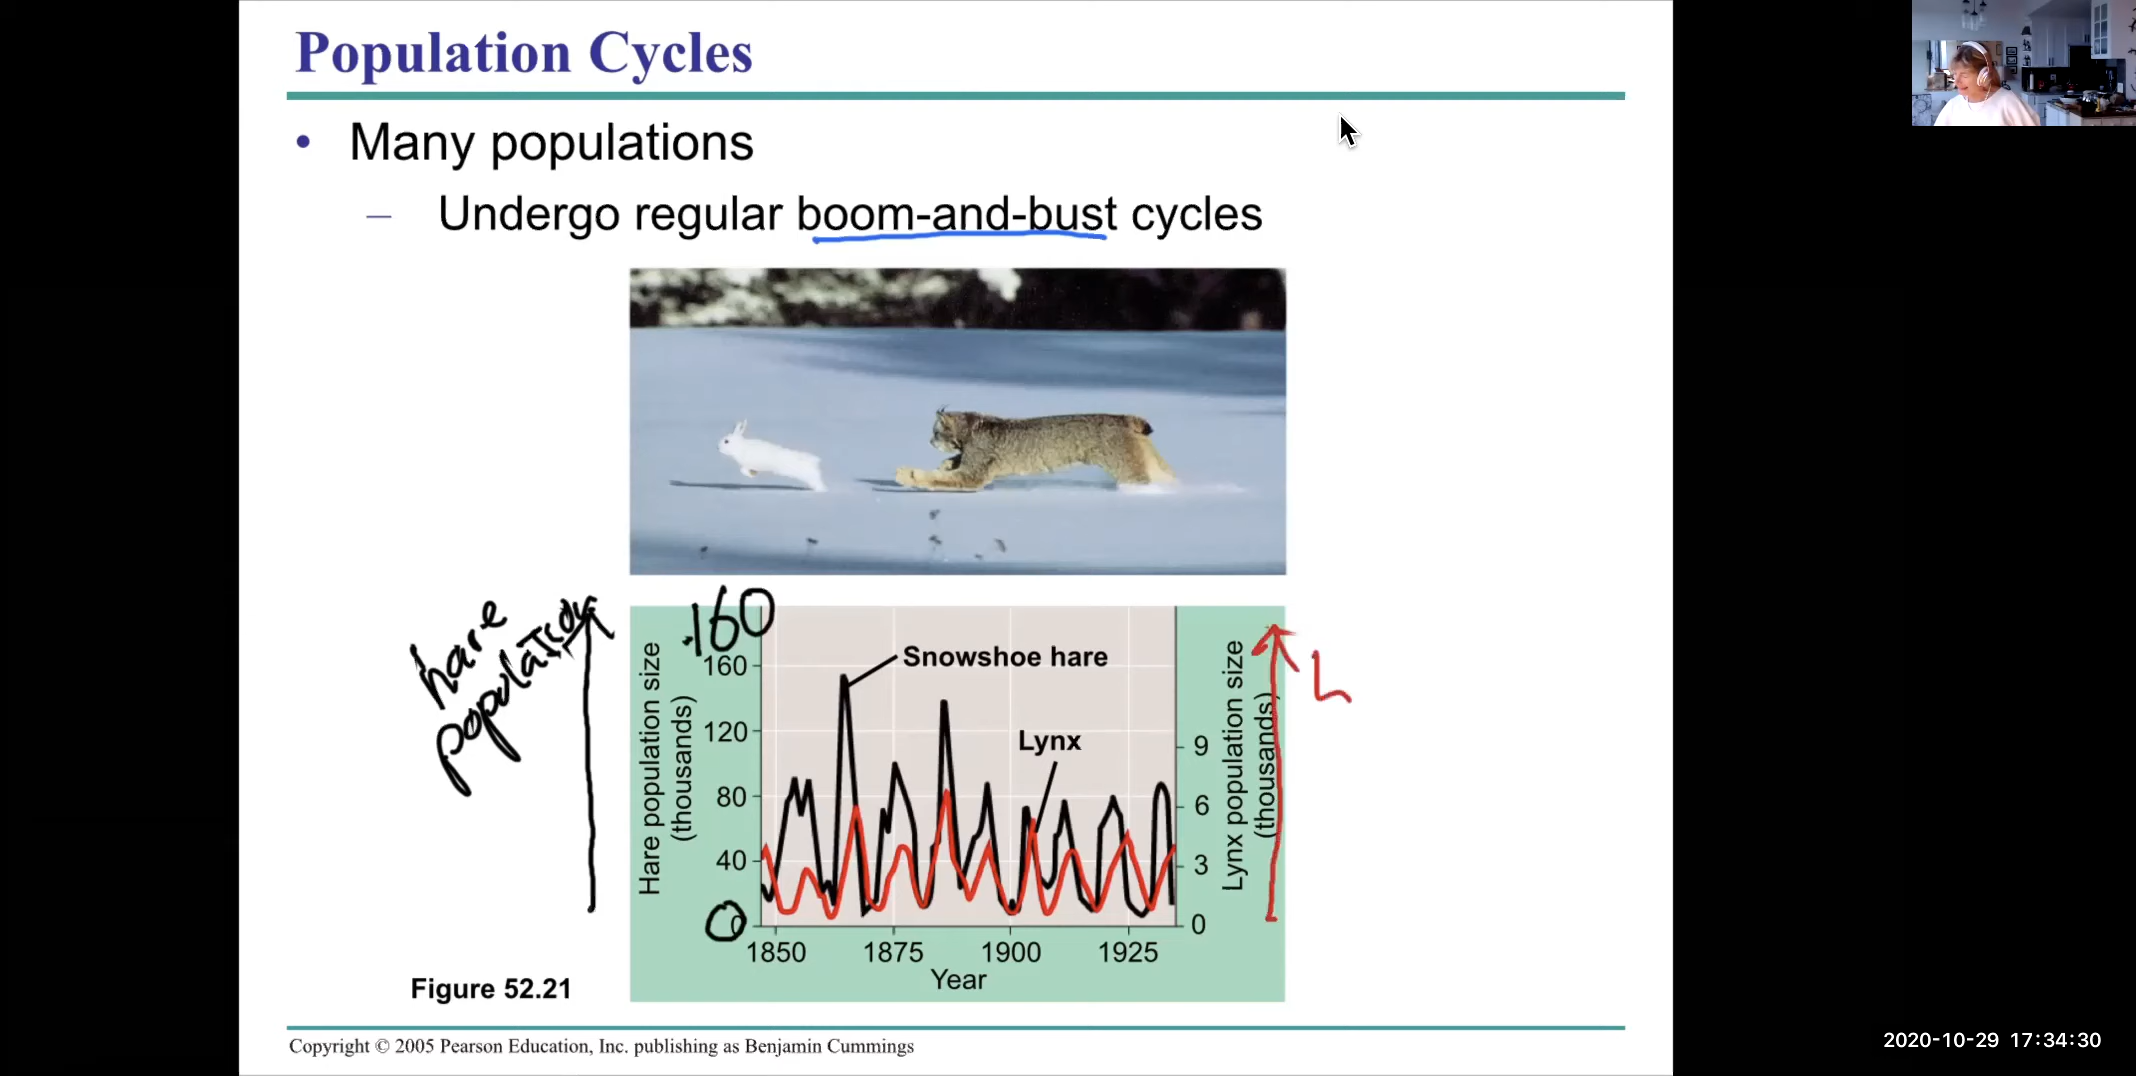 Population Cycles
• Many populations
– Undergo regular boom-and-bust cycles
hare
population
160
Hare population size
(thousands)
160
120
80
40
0
0
Snowshoe hare
Lynx
9
6
3
0
Lynx population size
(thousands)
L
1850 1875 1900 1925
Year
Figure 52.21
Copyright © 2005 Pearson Education, Inc. publishing as Benjamin Cummings
2020-10-29 17:34:30